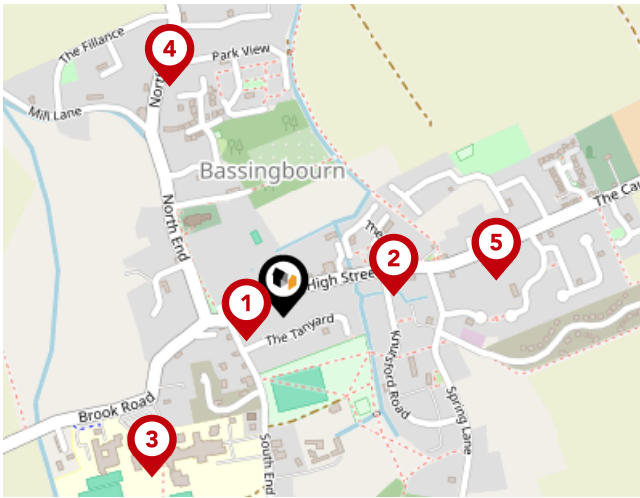 The Fillance
4
Park View
North
Mill Lane
Bassingbourn
The Cau
North End
The
5
2
High Stree
1
The Tanyard
Knutsford Road
Brook Road
Spring Lane
3
South End